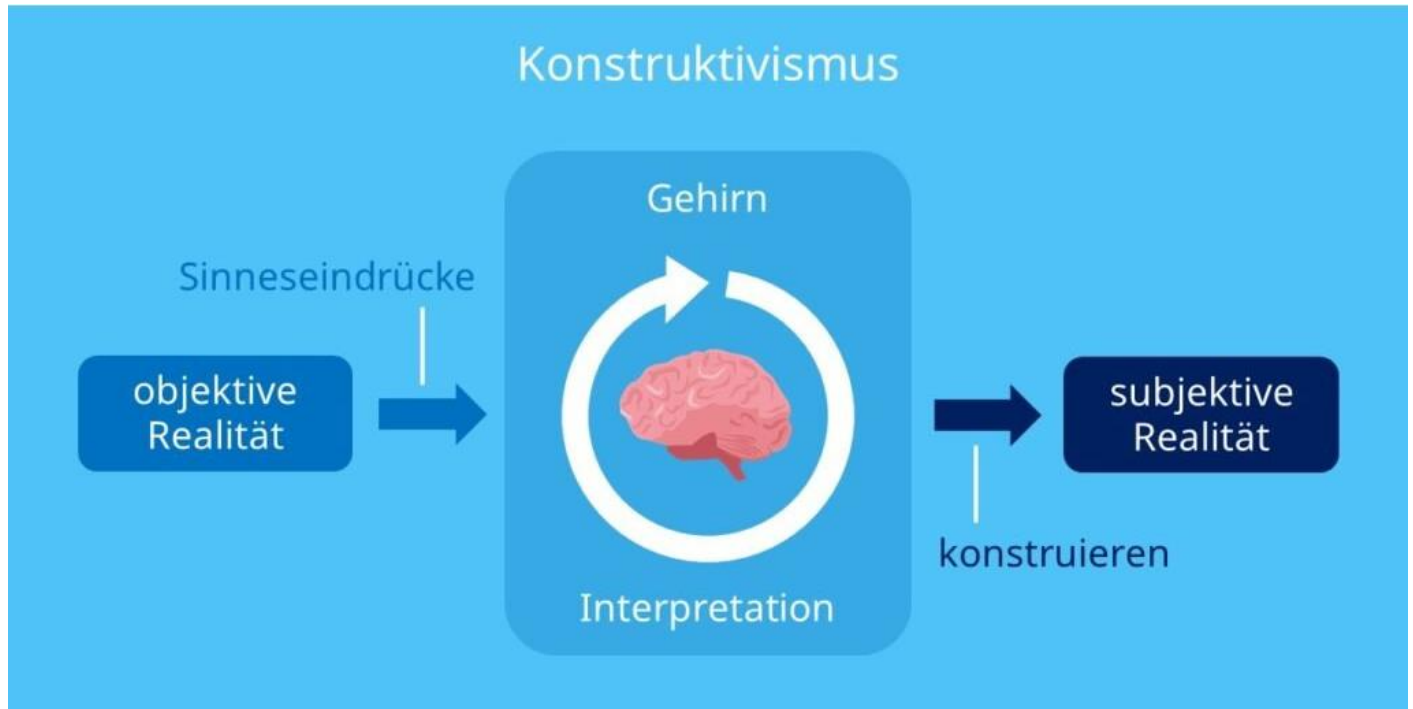 Konstruktivismus
Gehirn
Sinneseindrücke
objektive
Realität
subjektive
Realität
konstruieren
Interpretation